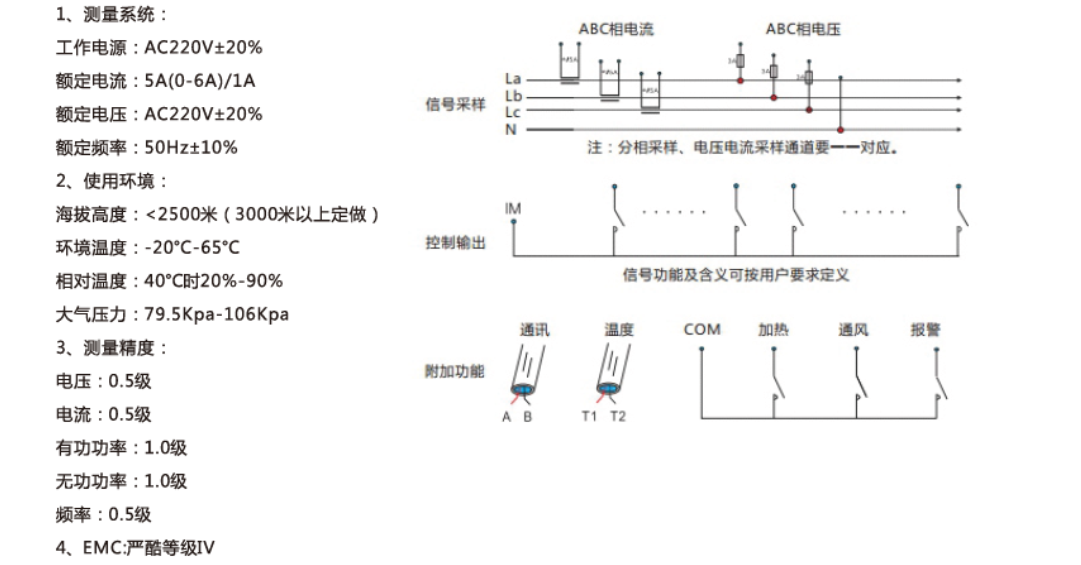 1、测量系统：
工作电源：AC220V±20%
额定电流：5A(0-6A)/1A
额定电压：AC220V±20%
额定频率：50Hz±10%
2、使用环境：
海拔高度：<2500米（3000米以上定做）
环境温度：-20℃-65℃
相对温度：40℃时20%-90%
大气压力：79.5Kpa-106Kpa
3、测量精度：
电压：0.5级
电流：0.5级
有功功率：1.0级
无功功率：1.0级
频率：0.5级
4、EMC:严酷等级IV
ABC相电流 ABC相电压
信号采样
La
Lb
Lc
N
注：分相采样、电压电流采样通道要一一对应。
IM
控制输出
信号功能及含义可按用户要求定义
通讯 温度 COM 加热 通风 报警
附加功能
A B T1 T2